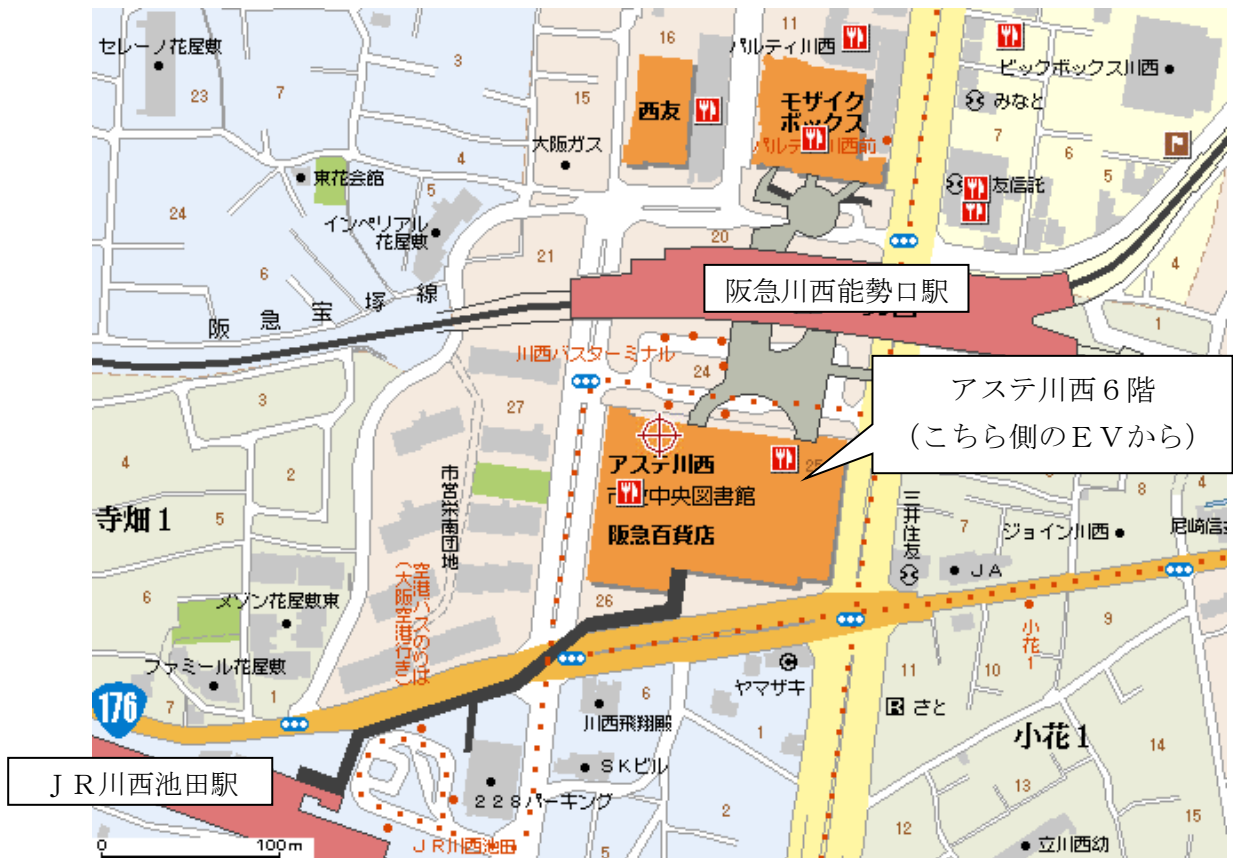 セレーノ花屋敷
23
7
3
16
11
パルティ川西
ビックボックス川西
15
西友
モザイク
ボックス
みなと
大阪ガス
パルティ川西前
7
6
東花会館
4
5
友信託
5
24
インペリアル
花屋敷
21
20
4
6
阪急宝塚線
阪急川西能勢口駅
1
川西バスターミナル
24
アステ川西6階
(こちら側のEVから)
3
27
4
2
アステ川西
25
中央図書館
阪急百貨店
市営栄南団地
三井住友
8
4
寺畑1
5
7
ジョイン川西
尼崎信
JA
空港バスのりば
(大阪空港行き)
6
メゾン花屋敷東
26
小花1
9
ファミール花屋敷
ヤマザキ
11
10
176
7
1
6
川西飛翔殿
1
R さと
小花1
14
JR川西池田駅
SKビル
228パーキング
2
13
15
0
100m
JR川西池田
5
12
立川西幼